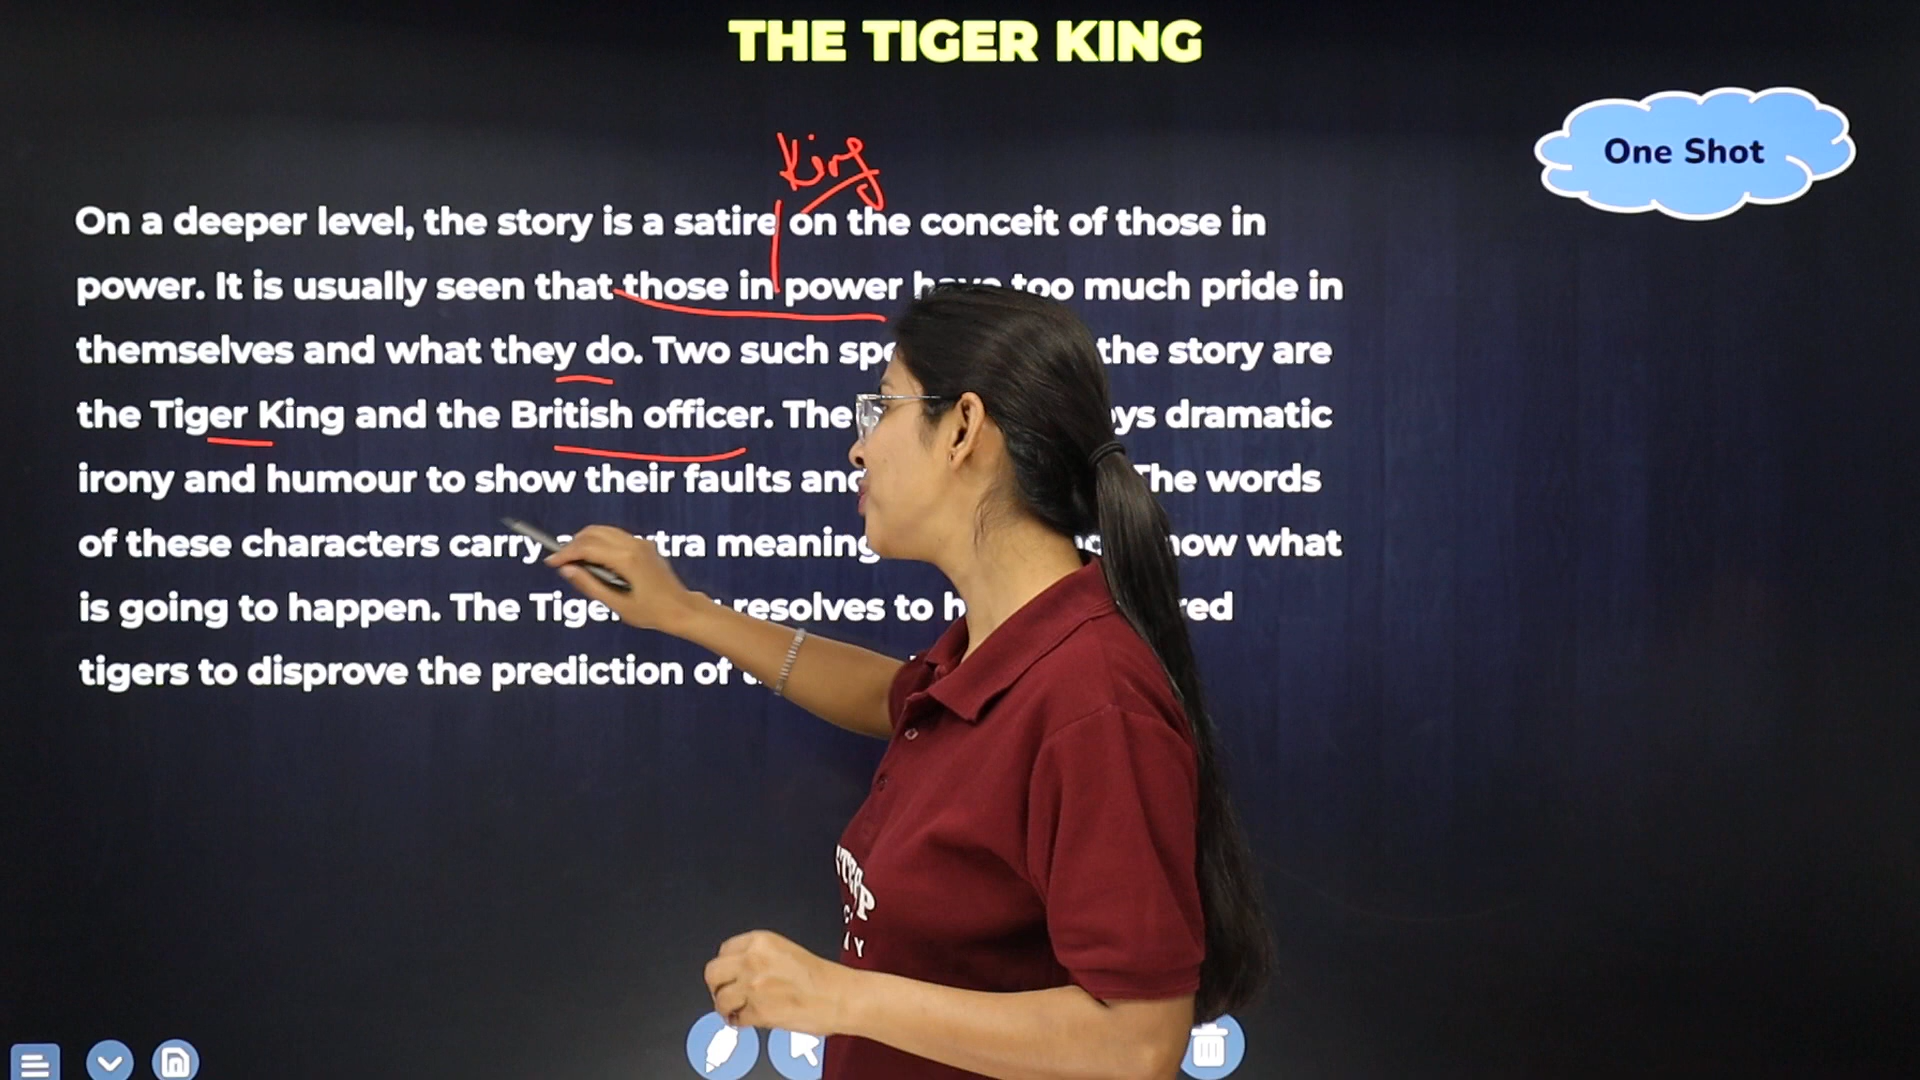 THE TIGER KING
One Shot
King
On a deeper level, the story is a satire on the conceit of those in
power. It is usually seen that those in power have too much pride in
themselves and what they do. Two such the story are
the Tiger King and the British officer. The dramatic
irony and humour to show their faults and The words
of these characters carry meaning what
is going to happen. The Tiger resolves to
tigers to disprove the prediction of